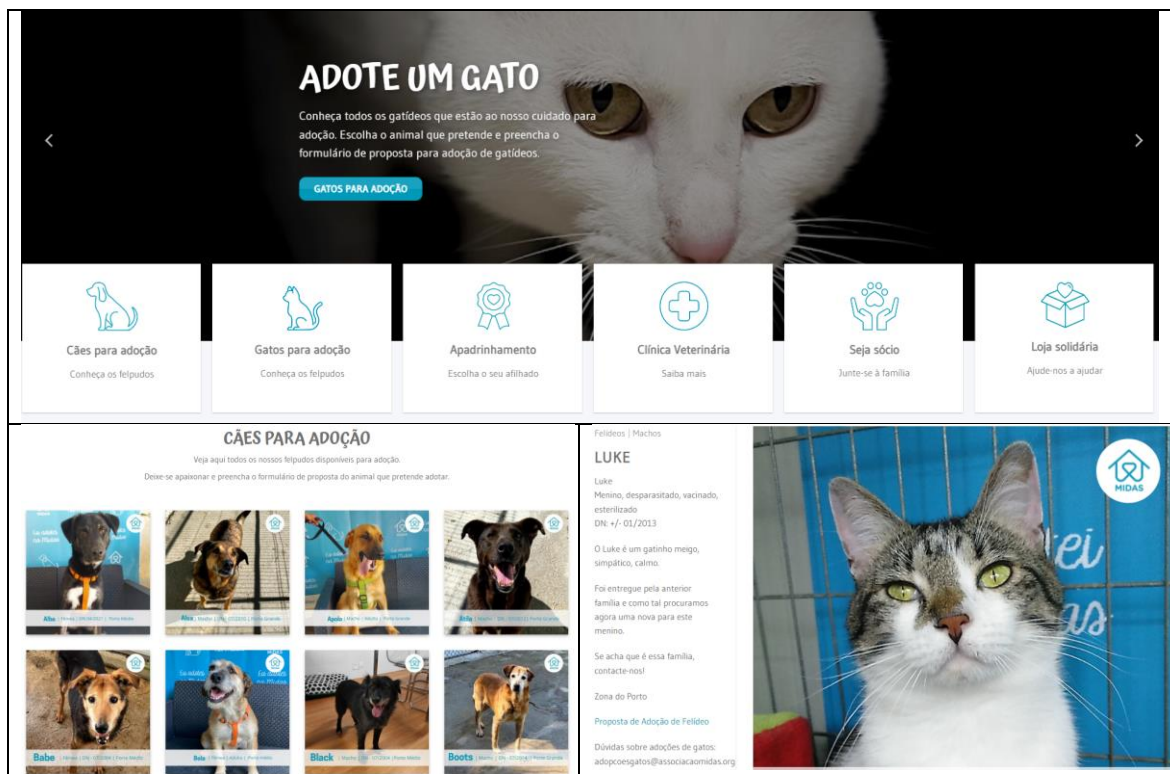 ADOTE UM GATO
Conheça todos os gatídeos que estão ao nosso cuidado para
adoção. Escolha o animal que pretende e preencha o
formulário de proposta para adoção de gatídeos.
GATOS PARA ADOÇÃO
Cães para adoção
Conheça os felpudos
Gatos para adoção
Conheça os felpudos
Apadrinhamento
Escolha o seu afilhado
Clínica Veterinária
Saiba mais
Seja sócio
Junte-se à família
Loja solidária
Ajude-nos a ajudar
CÃES PARA ADOÇÃO
Veja aqui todos os nossos felpudos disponíveis para adoção.
Deixe-se apaixonar e preencha o formulário de proposta do animal que pretende adotar.
Babe
Black
Boots
Felídeos | Machos
LUKE
Luke
Menino, desparasitado, vacinado,
esterilizado
DN: +/- 01/2013
O Luke é um gatinho meigo,
simpático, calmo.
Foi entregue pela anterior
família e como tal procuramos
agora uma nova para este
menino.
Se acha que é essa família,
contacte-nos!
Zona do Porto
Proposta de Adoção de Felídeo
Dúvidas sobre adoções de gatos:
adopcoesgatos@associacaomidas.org
MIDAS